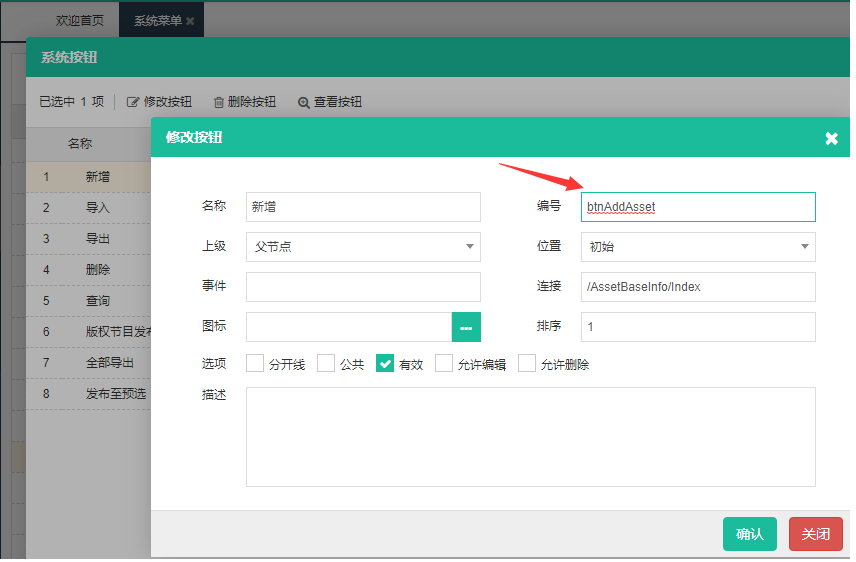 欢迎首页 系统菜单
系统按钮
已选中 1 项 修改按钮 删除按钮 查看按钮
名称
1 新增
2 导入
3 导出
4 删除
5 查询
6 版权节目发布
7 全部导出
8 发布至预选
修改按钮
名称 新增 编号 btnAddAsset
上级 父节点 位置 初始
事件 连接 /AssetBaseInfo/Index
图标 排序 1
选项 分开线 公共 有效 允许编辑 允许删除
描述
确认 关闭